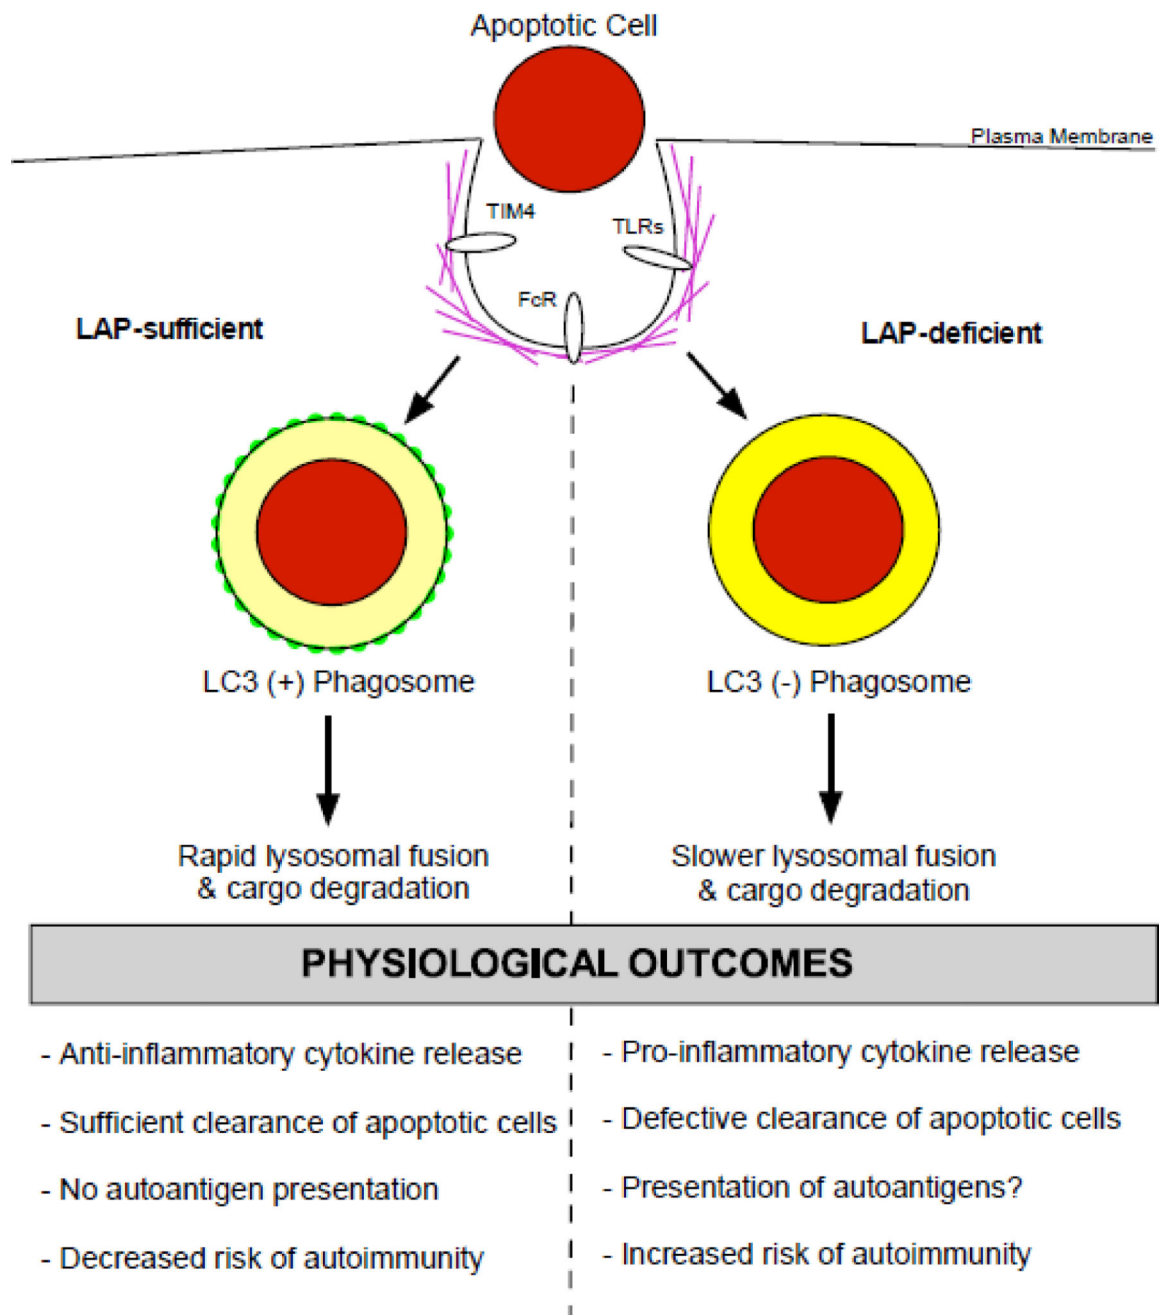 Apoptotic Cell
Plasma Membrane
TIM4
TLRs
FcR
LAP-sufficient
LAP-deficient
LC3 (+) Phagosome
LC3 (-) Phagosome
Rapid lysosomal fusion
& cargo degradation
Slower lysosomal fusion
& cargo degradation
PHYSIOLOGICAL OUTCOMES
- Anti-inflammatory cytokine release
- Sufficient clearance of apoptotic cells
- No autoantigen presentation
- Decreased risk of autoimmunity
- Pro-inflammatory cytokine release
- Defective clearance of apoptotic cells
- Presentation of autoantigens?
- Increased risk of autoimmunity